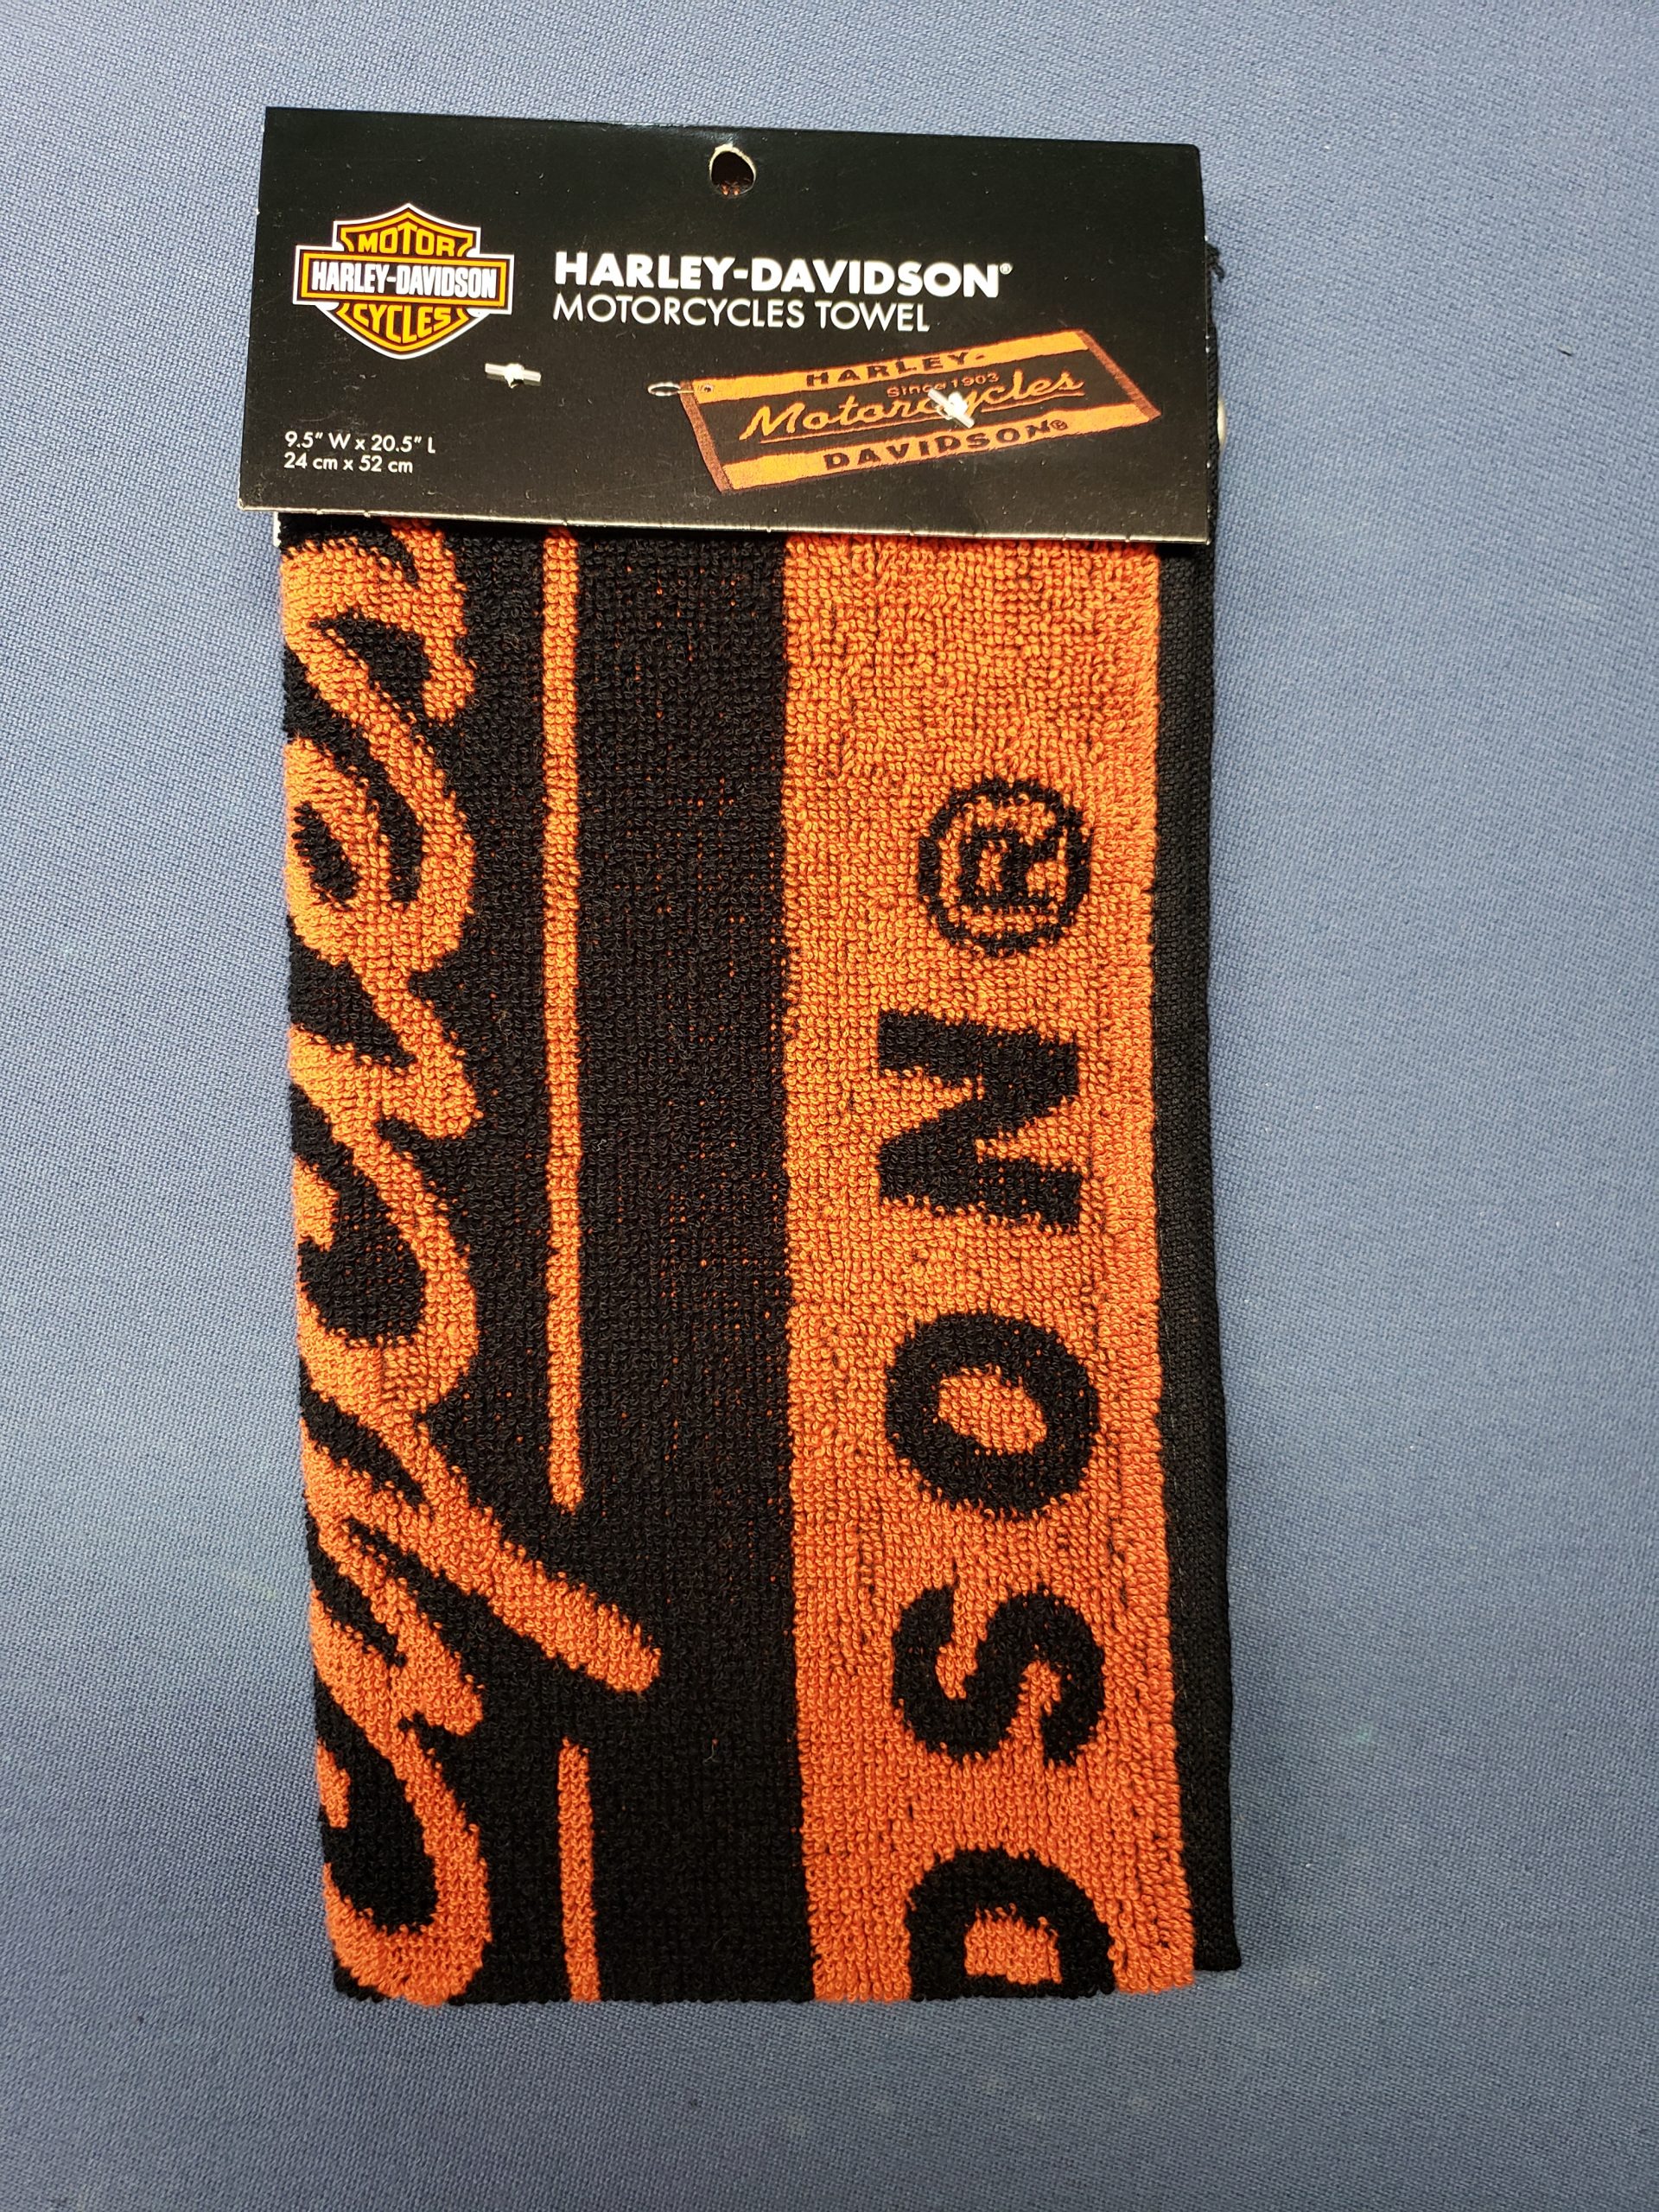 MOTOR
HARLEY-DAVIDSON
CYCLES
HARLEY-DAVIDSON®
MOTORCYCLES TOWEL
HARLEY-
Since 1903
Motorcycles
DAVIDSON®
9.5" W x 20.5" L
24 cm x 52 cm
DSON®